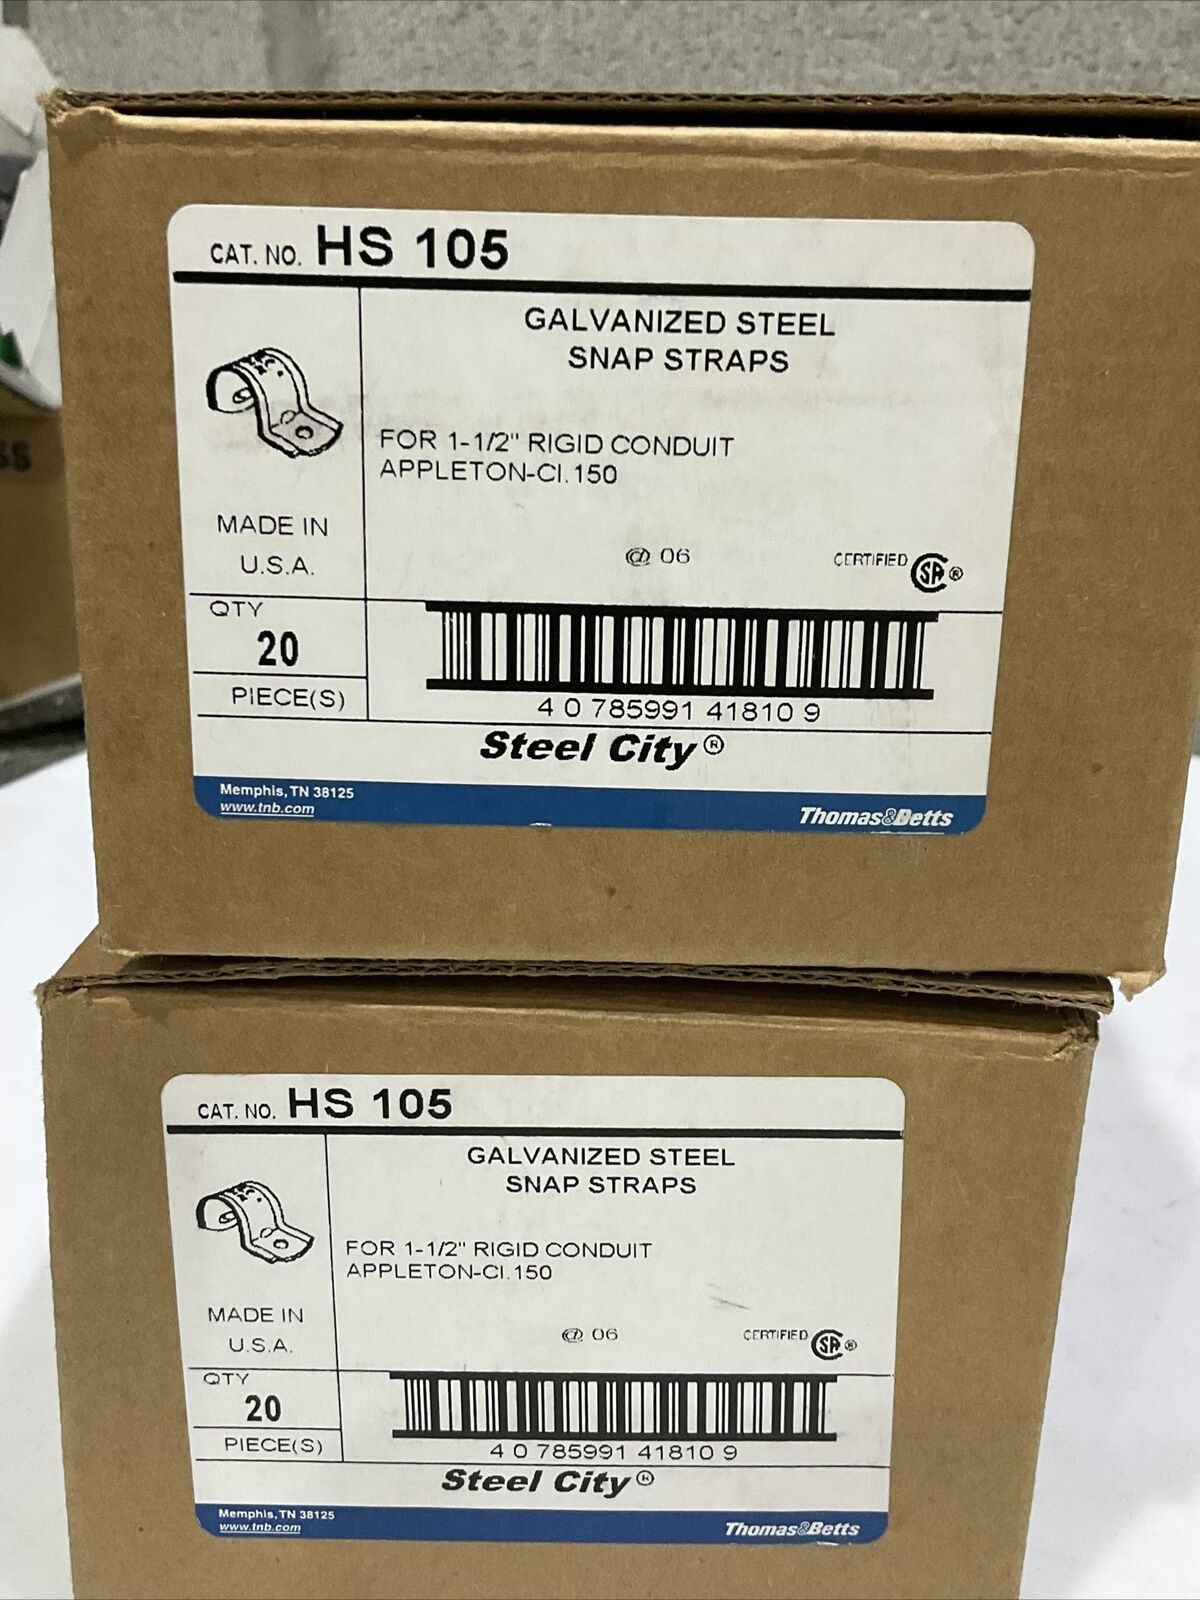 CAT. NO. HS 105
GALVANIZED STEEL
SNAP STRAPS
FOR 1-1/2" RIGID CONDUIT
APPLETON-CI.150
MADE IN
U.S.A.
@ 06
CERTIFIED SA ®
QTY
20
PIECE(S)
4 0 785991 41810 9
Steel City ®
Memphis, TN 38125
www.tnb.com
Thomas&Betts
SS
CAT. NO. HS 105
GALVANIZED STEEL
SNAP STRAPS
FOR 1-1/2" RIGID CONDUIT
APPLETON-CI.150
MADE IN
U.S.A.
@ 06
CERTIFIED SA ®
QTY
20
PIECE(S)
4 0 785991 41810 9
Steel City ®
Memphis, TN 38125
www.tnb.com
Thomas&Betts